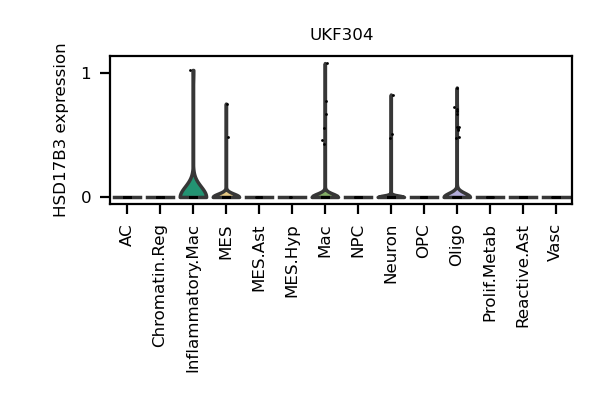 UKF304
HSD17B3 expression
1
0
AC
Chromatin.Reg
Inflammatory.Mac
MES
MES.Ast
MES.Hyp
Mac
NPC
Neuron
OPC
Oligo
Prolif.Metab
Reactive.Ast
Vasc